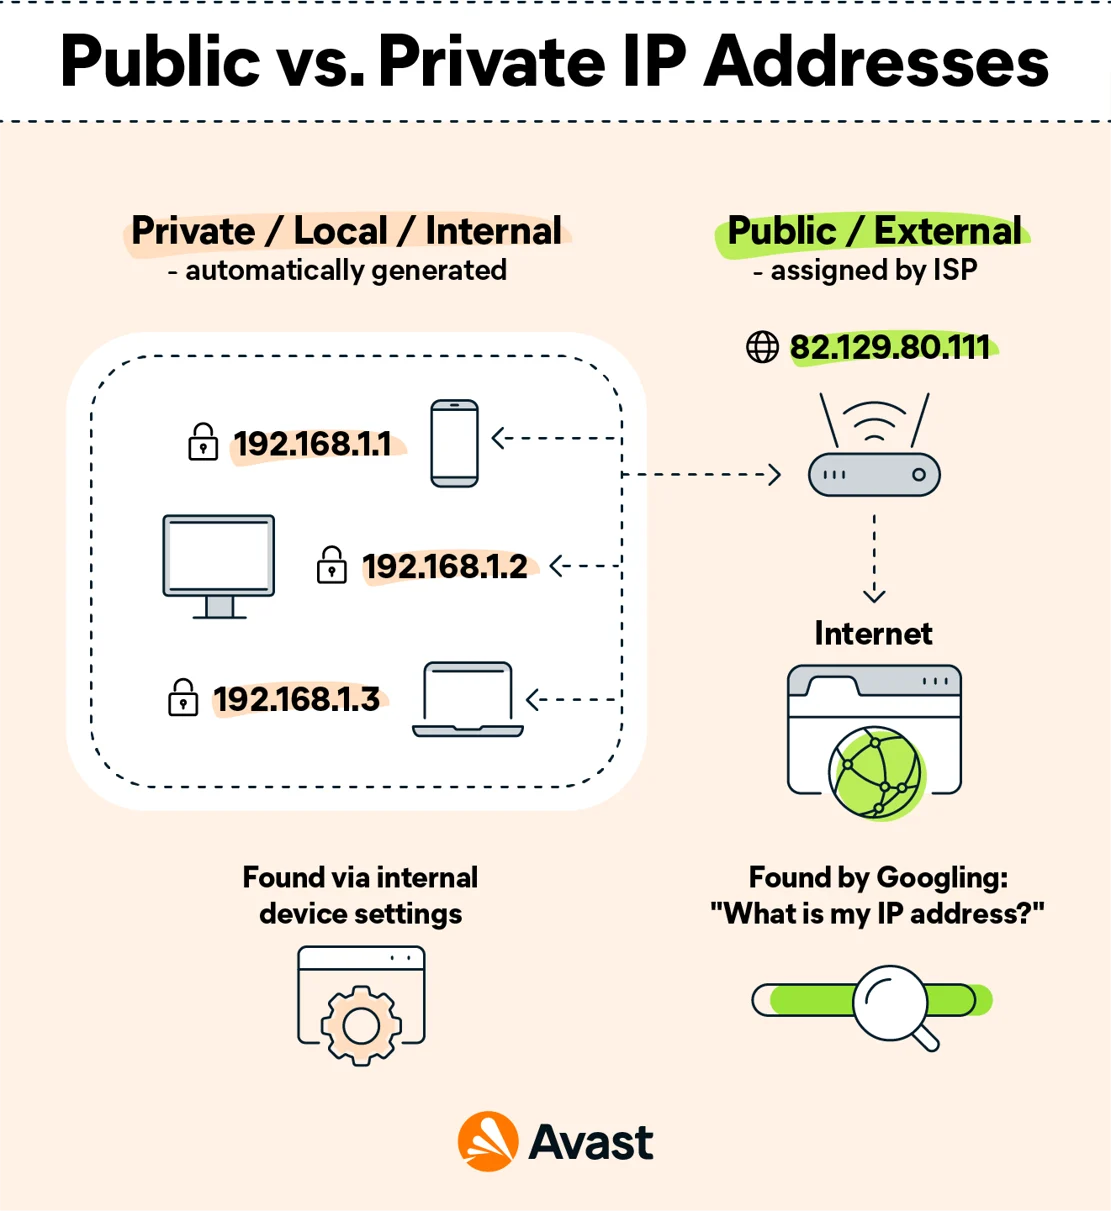 Public vs. Private IP Addresses
Private / Local / Internal
- automatically generated
192.168.1.1
192.168.1.2
192.168.1.3
Found via internal
device settings
Public / External
- assigned by ISP
82.129.80.111
Internet
Found by Googling:
"What is my IP address?"
Avast